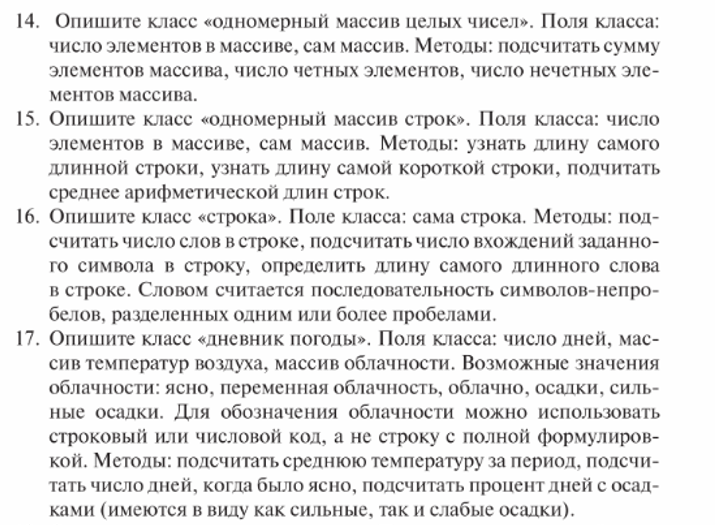 14. Опишите класс «одномерный массив целых чисел». Поля класса:
число элементов в массиве, сам массив. Методы: подсчитать сумму
элементов массива, число четных элементов, число нечетных эле-
ментов массива.
15. Опишите класс «одномерный массив строк». Поля класса: число
элементов в массиве, сам массив. Методы: узнать длину самого
длинной строки, узнать длину самой короткой строки, подчитать
среднее арифметической длин строк.
16. Опишите класс «строка». Поле класса: сама строка. Методы: под-
считать число слов в строке, подсчитать число вхождений заданно-
го символа в строку, определить длину самого длинного слова
в строке. Словом считается последовательность символов-непро-
белов, разделенных одним или более пробелами.
17. Опишите класс «дневник погоды». Поля класса: число дней, мас-
сив температур воздуха, массив облачности. Возможные значения
облачности: ясно, переменная облачность, облачно, осадки, силь-
ные осадки. Для обозначения облачности можно использовать
строковый или числовой код, а не строку с полной формулиров-
кой. Методы: подсчитать среднюю температуру за период, подсчи-
тать число дней, когда было ясно, подсчитать процент дней с осад-
ками (имеются в виду как сильные, так и слабые осадки).